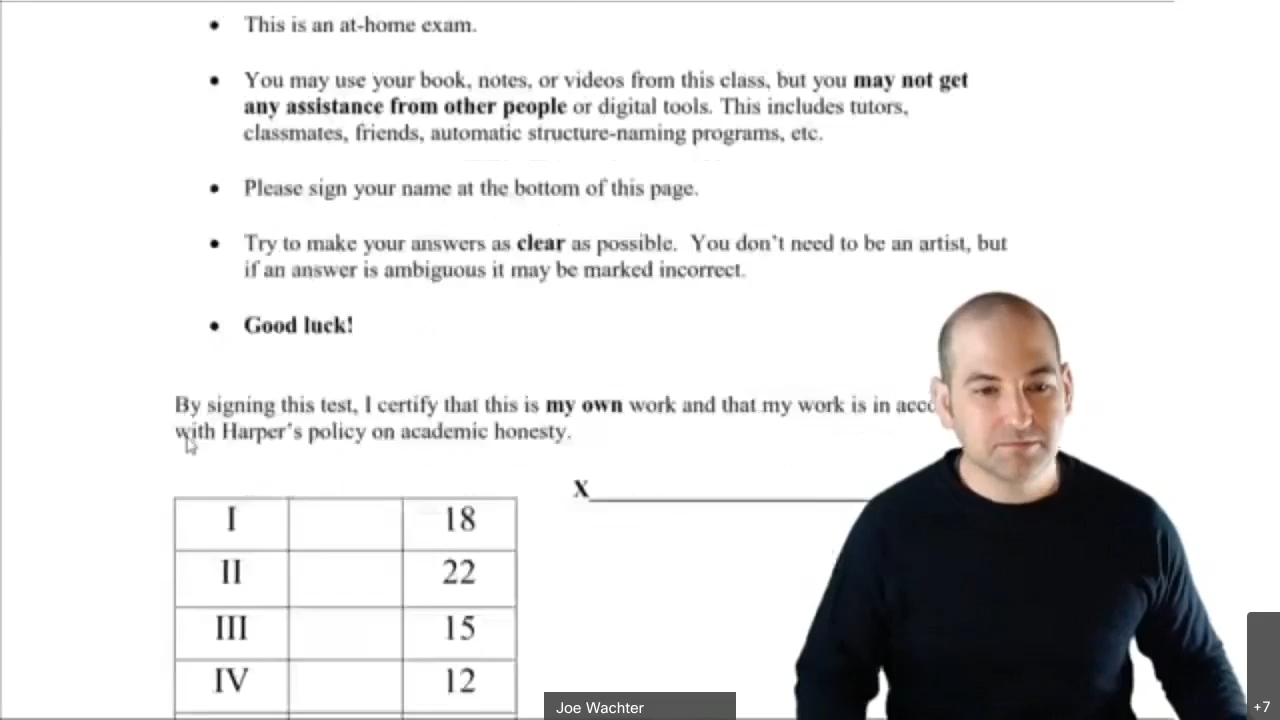 This is an at-home exam.
You may use your book, notes, or videos from this class, but you may not get
any assistance from other people or digital tools. This includes tutors,
classmates, friends, automatic structure-naming programs, etc.
Please sign your name at the bottom of this page.
Try to make your answers as clear as possible. You don't need to be an artist, but
if an answer is ambiguous it may be marked incorrect.
Good luck!
By signing this test, I certify that this is my own work and that my work is in
with Harper's policy on academic honesty.
X
I 18
II 22
III 15
IV 12
Joe Wachter
+7